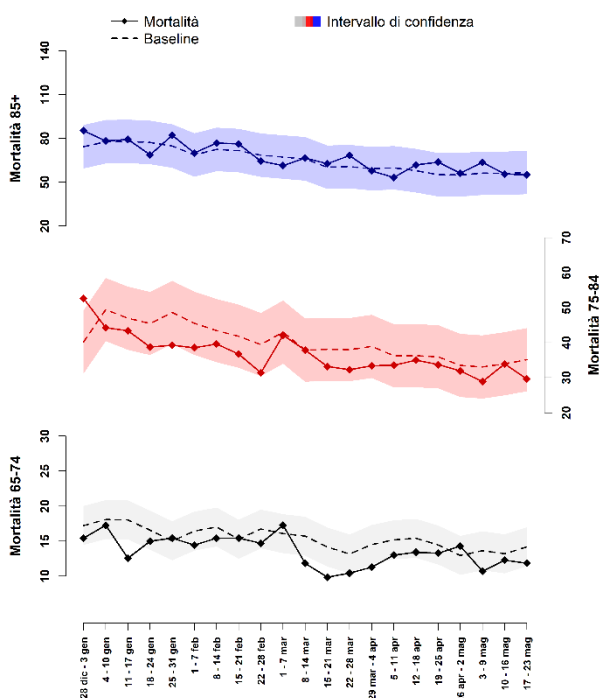 Mortalità
Intervallo di confidenza
Baseline
Mortalità 85+
140
110
80
50
20
Mortalità 75-84
70
60
50
40
30
20
Mortalità 65-74
30
25
20
15
10
28 dic - 3 gen
4 - 10 gen
11 - 17 gen
18 - 24 gen
25 - 31 gen
1 - 7 feb
8 - 14 feb
15 - 21 feb
22 - 28 feb
1 - 7 mar
8 - 14 mar
15 - 21 mar
22 - 28 mar
29 mar - 4 apr
5 - 11 apr
12 - 18 apr
19 - 25 apr
6 apr - 2 mag
3 - 9 mag
10 - 16 mag
17 - 23 mag